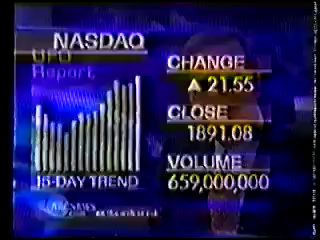 NASDAQ
UFO
Report
CHANGE
21.55
CLOSE
1891.08
VOLUME
659,000,000
15-DAY TREND